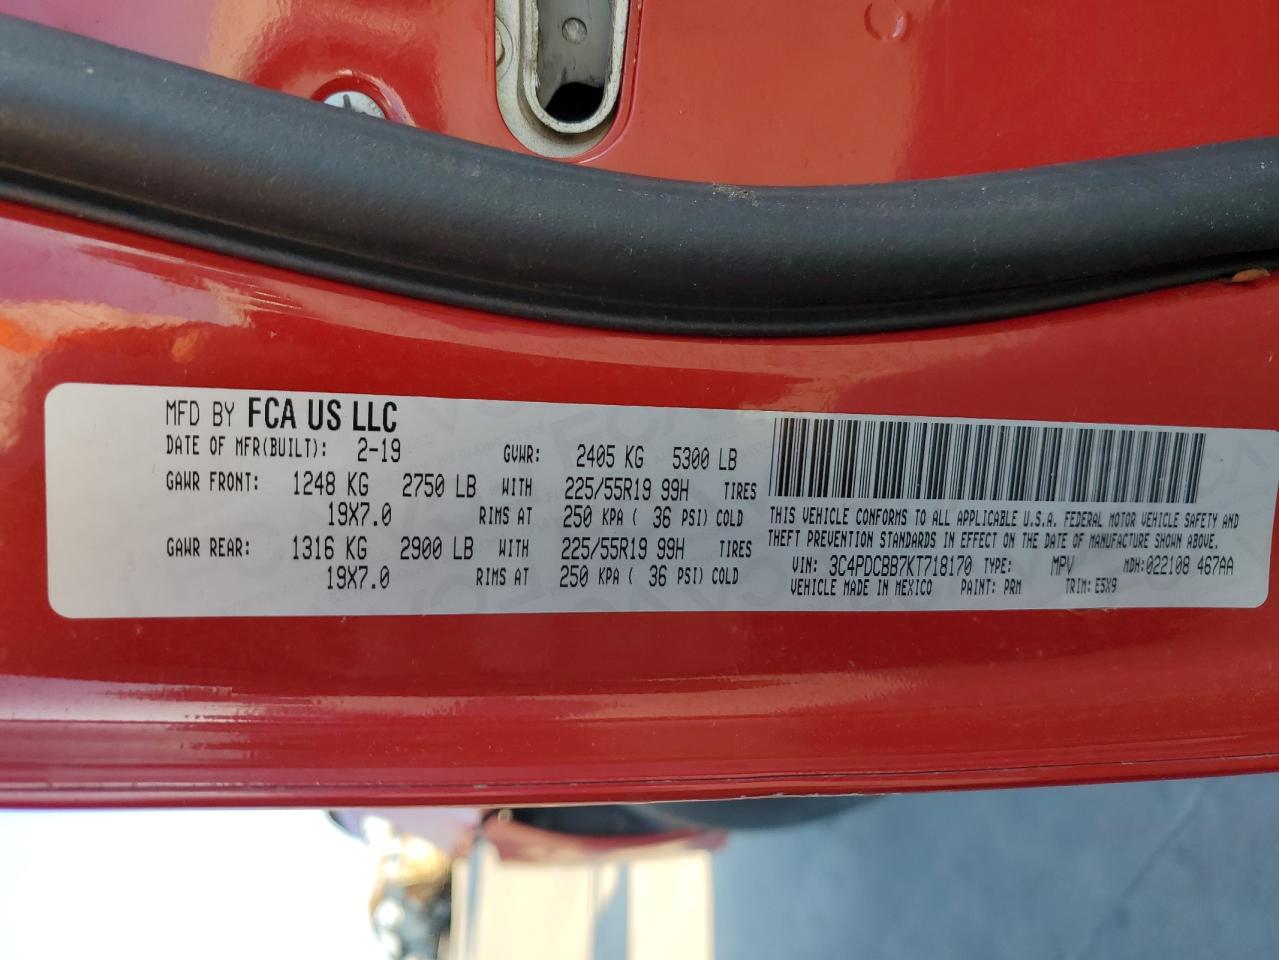 MFD BY FCA US LLC
DATE OF MFR(BUILT): 2-19 GVWR: 2405 KG 5300 LB
GAWR FRONT: 1248 KG 2750 LB WITH 225/55R19 99H TIRES
19X7.0 RIMS AT 250 KPA ( 36 PSI) COLD
GAWR REAR: 1316 KG 2900 LB WITH 225/55R19 99H TIRES
19X7.0 RIMS AT 250 KPA ( 36 PSI) COLD
THIS VEHICLE CONFORMS TO ALL APPLICABLE U.S.A. FEDERAL MOTOR VEHICLE SAFETY AND
THEFT PREVENTION STANDARDS IN EFFECT ON THE DATE OF MANUFACTURE SHOWN ABOVE.
VIN: 3C4PDCBB7KT718170 TYPE: MPV MDH:022108 467AA
VEHICLE MADE IN MEXICO PAINT: PRM TRIM: E5X9